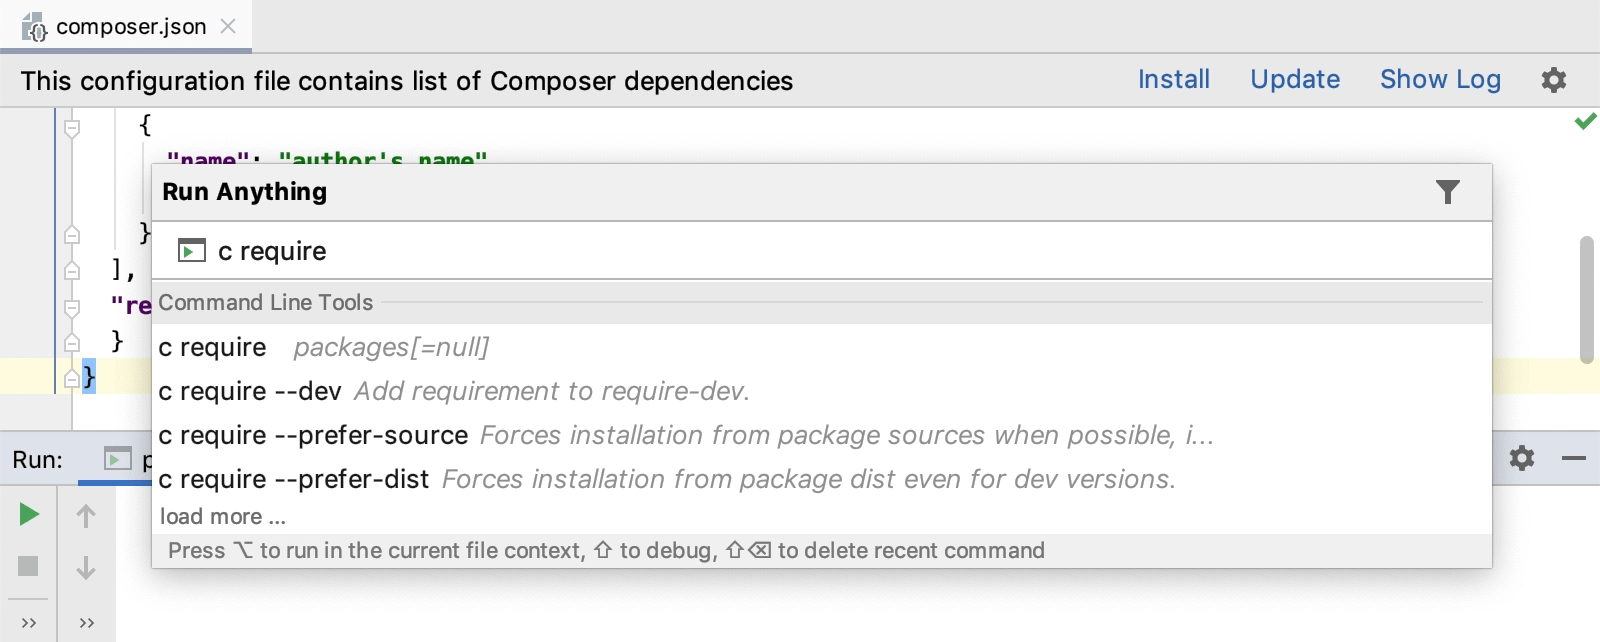 composer.json
This configuration file contains list of Composer dependencies Install Update Show Log
{
"name": "author's name"
Run Anything
}
c require
],
"re
Command Line Tools
}
c require packages[=null]
}
c require --dev Add requirement to require-dev.
c require --prefer-source Forces installation from package sources when possible, i...
Run: p
c require --prefer-dist Forces installation from package dist even for dev versions.
load more ...
Press ⌥ to run in the current file context, ⇧ to debug, ⇧⌫ to delete recent command